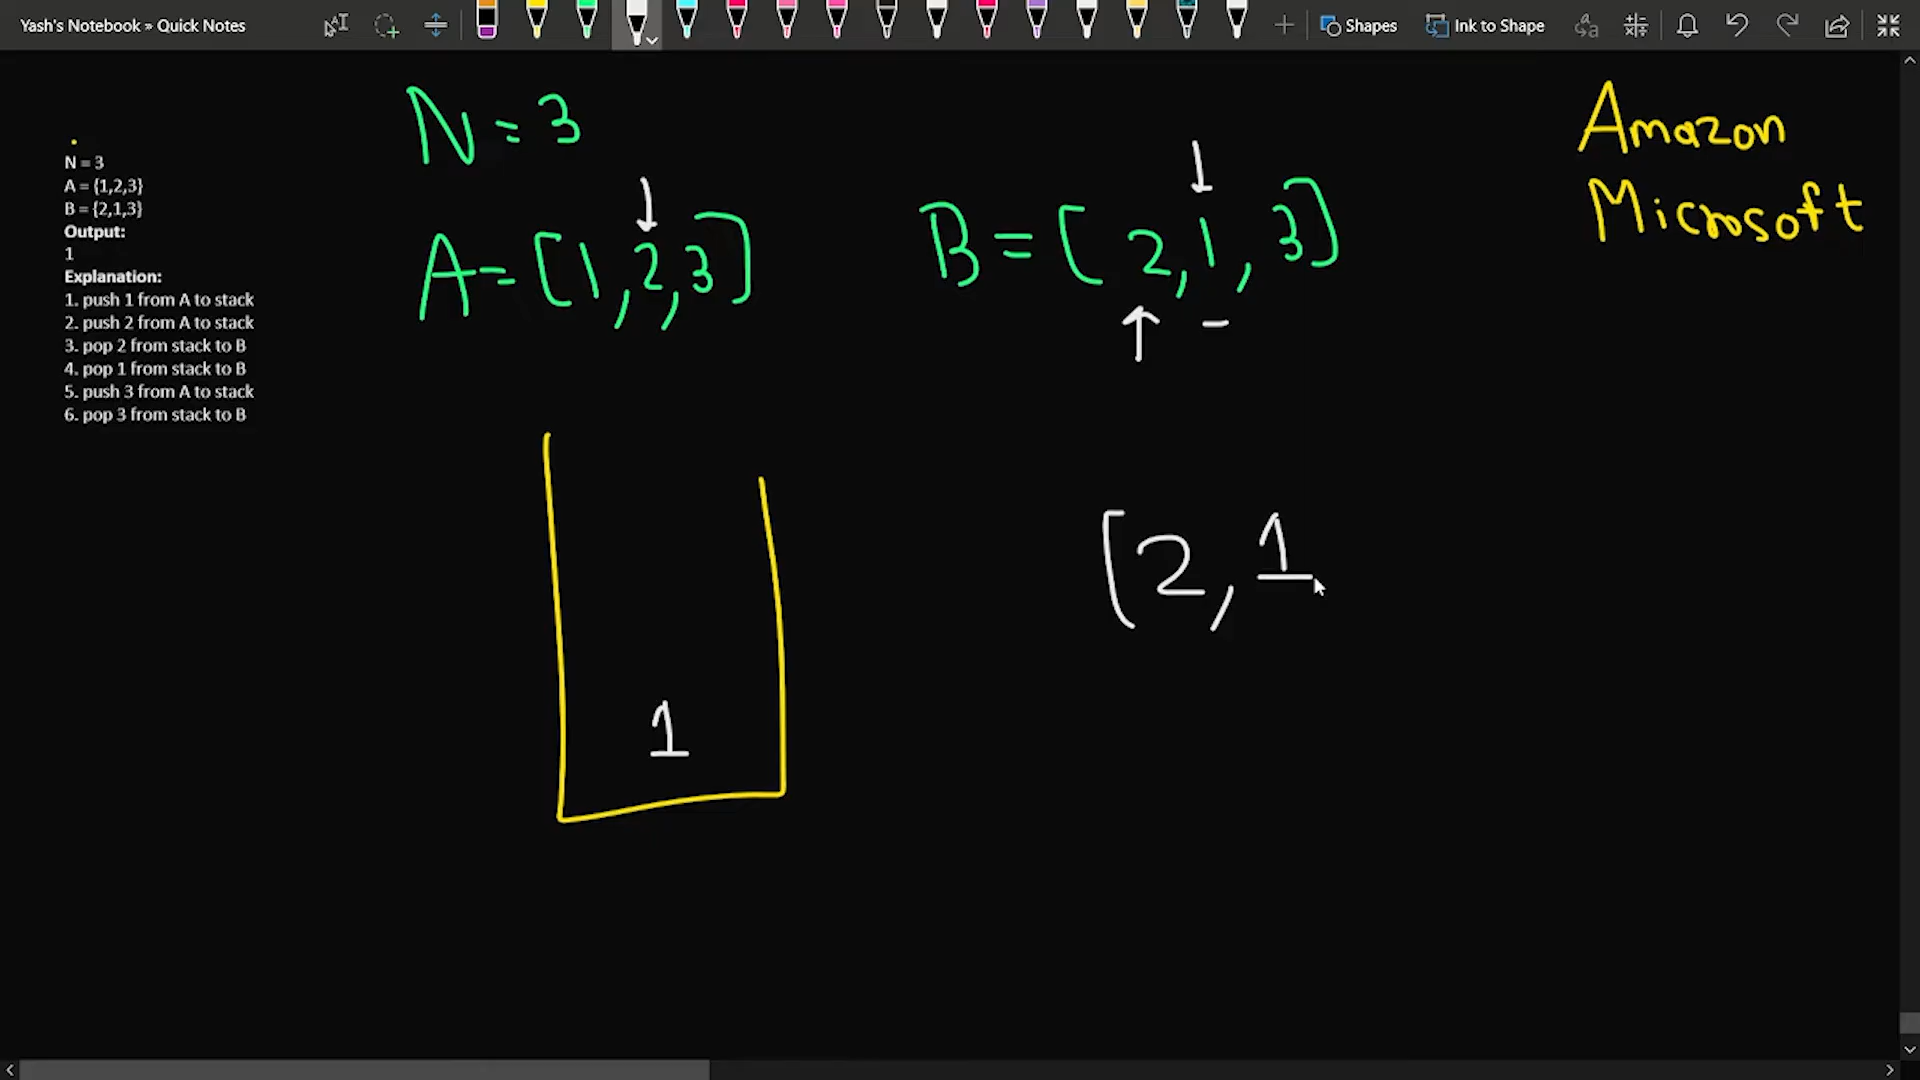 Yash's Notebook » Quick Notes
Shapes
Ink to Shape
N = 3
A = {1,2,3}
B = {2,1,3}
Output:
1
Explanation:
1. push 1 from A to stack
2. push 2 from A to stack
3. pop 2 from stack to B
4. pop 1 from stack to B
5. push 3 from A to stack
6. pop 3 from stack to B
N = 3
A = [1, 2, 3]
B = [2, 1, 3]
Amazon
Microsoft
1
[2, 1